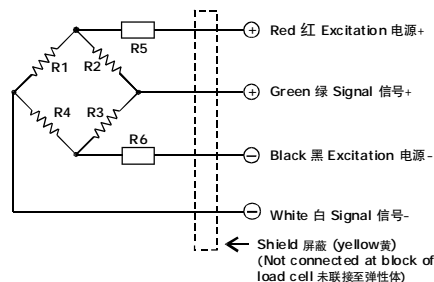 R5
Red 红 Excitation 电源+
R1
R2
Green 绿 Signal 信号+
R4
R3
R6
Black 黑 Excitation 电源-
White 白 Signal 信号-
Shield 屏蔽 (yellow黄)
(Not connected at block of
load cell 未联接至弹性体)